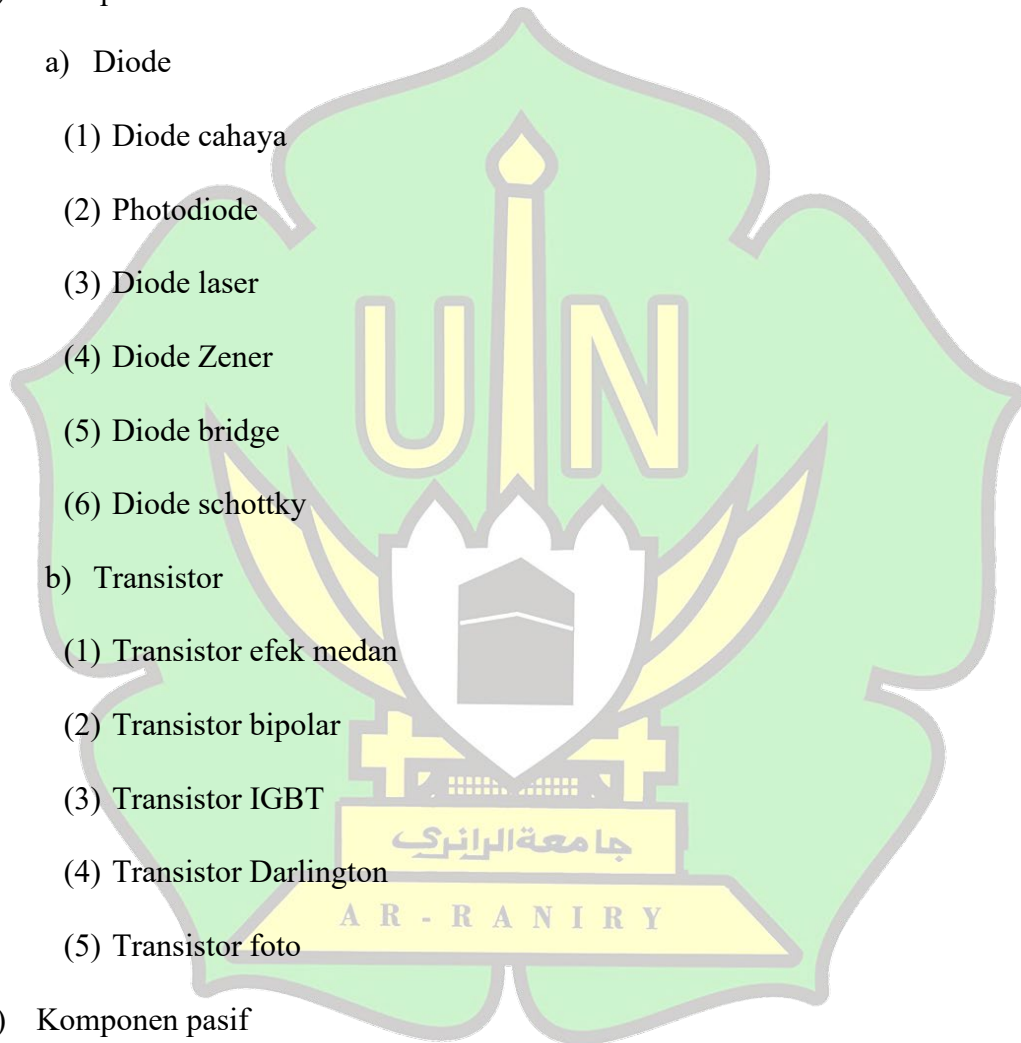 a) Diode
(1) Diode cahaya
(2) Photodiode
(3) Diode laser
(4) Diode Zener
(5) Diode bridge
(6) Diode schottky
b) Transistor
(1) Transistor efek medan
(2) Transistor bipolar
(3) Transistor IGBT
(4) Transistor Darlington
(5) Transistor foto
) Komponen pasif
U N
جامعةالرانري
AR-RANIRY